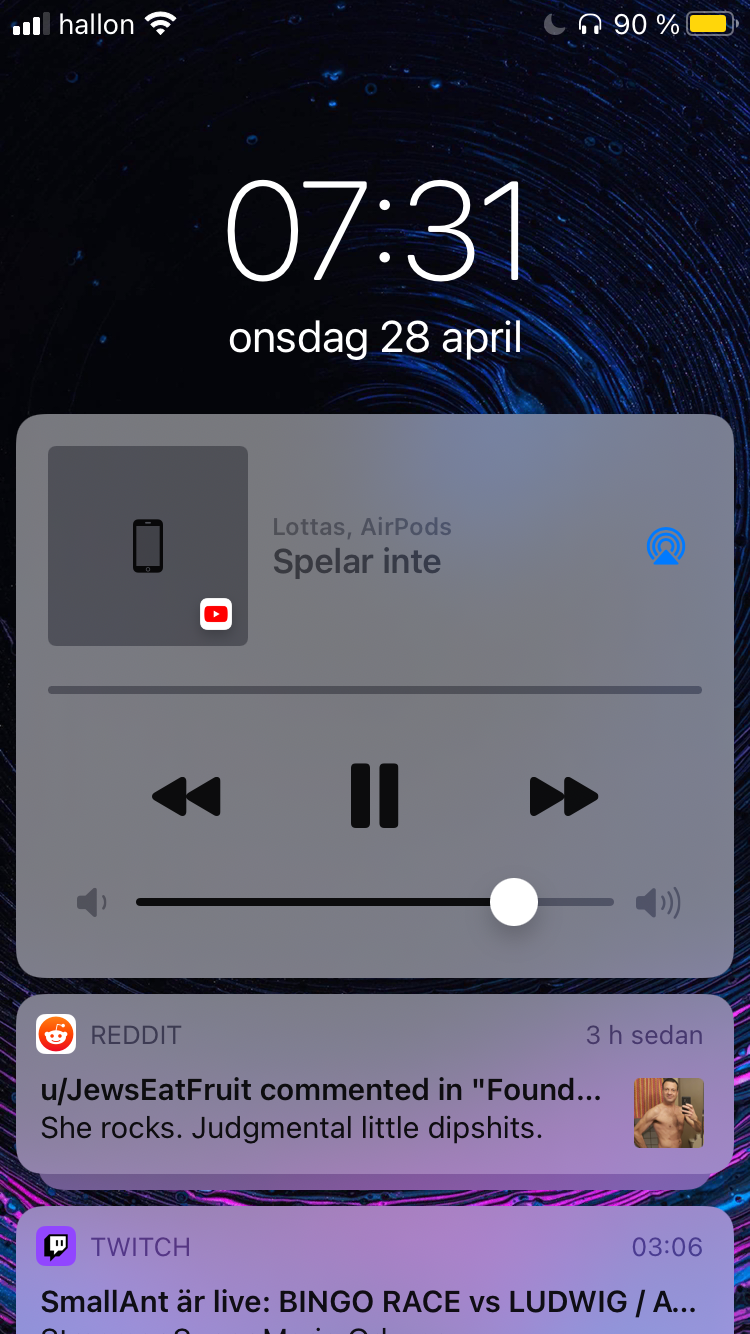 hallon 90 %
07:31
onsdag 28 april
Lottas, AirPods
Spelar inte
REDDIT 3 h sedan
u/JewsEatFruit commented in "Found...
She rocks. Judgmental little dipshits.
TWITCH 03:06
SmallAnt är live: BINGO RACE vs LUDWIG / A...